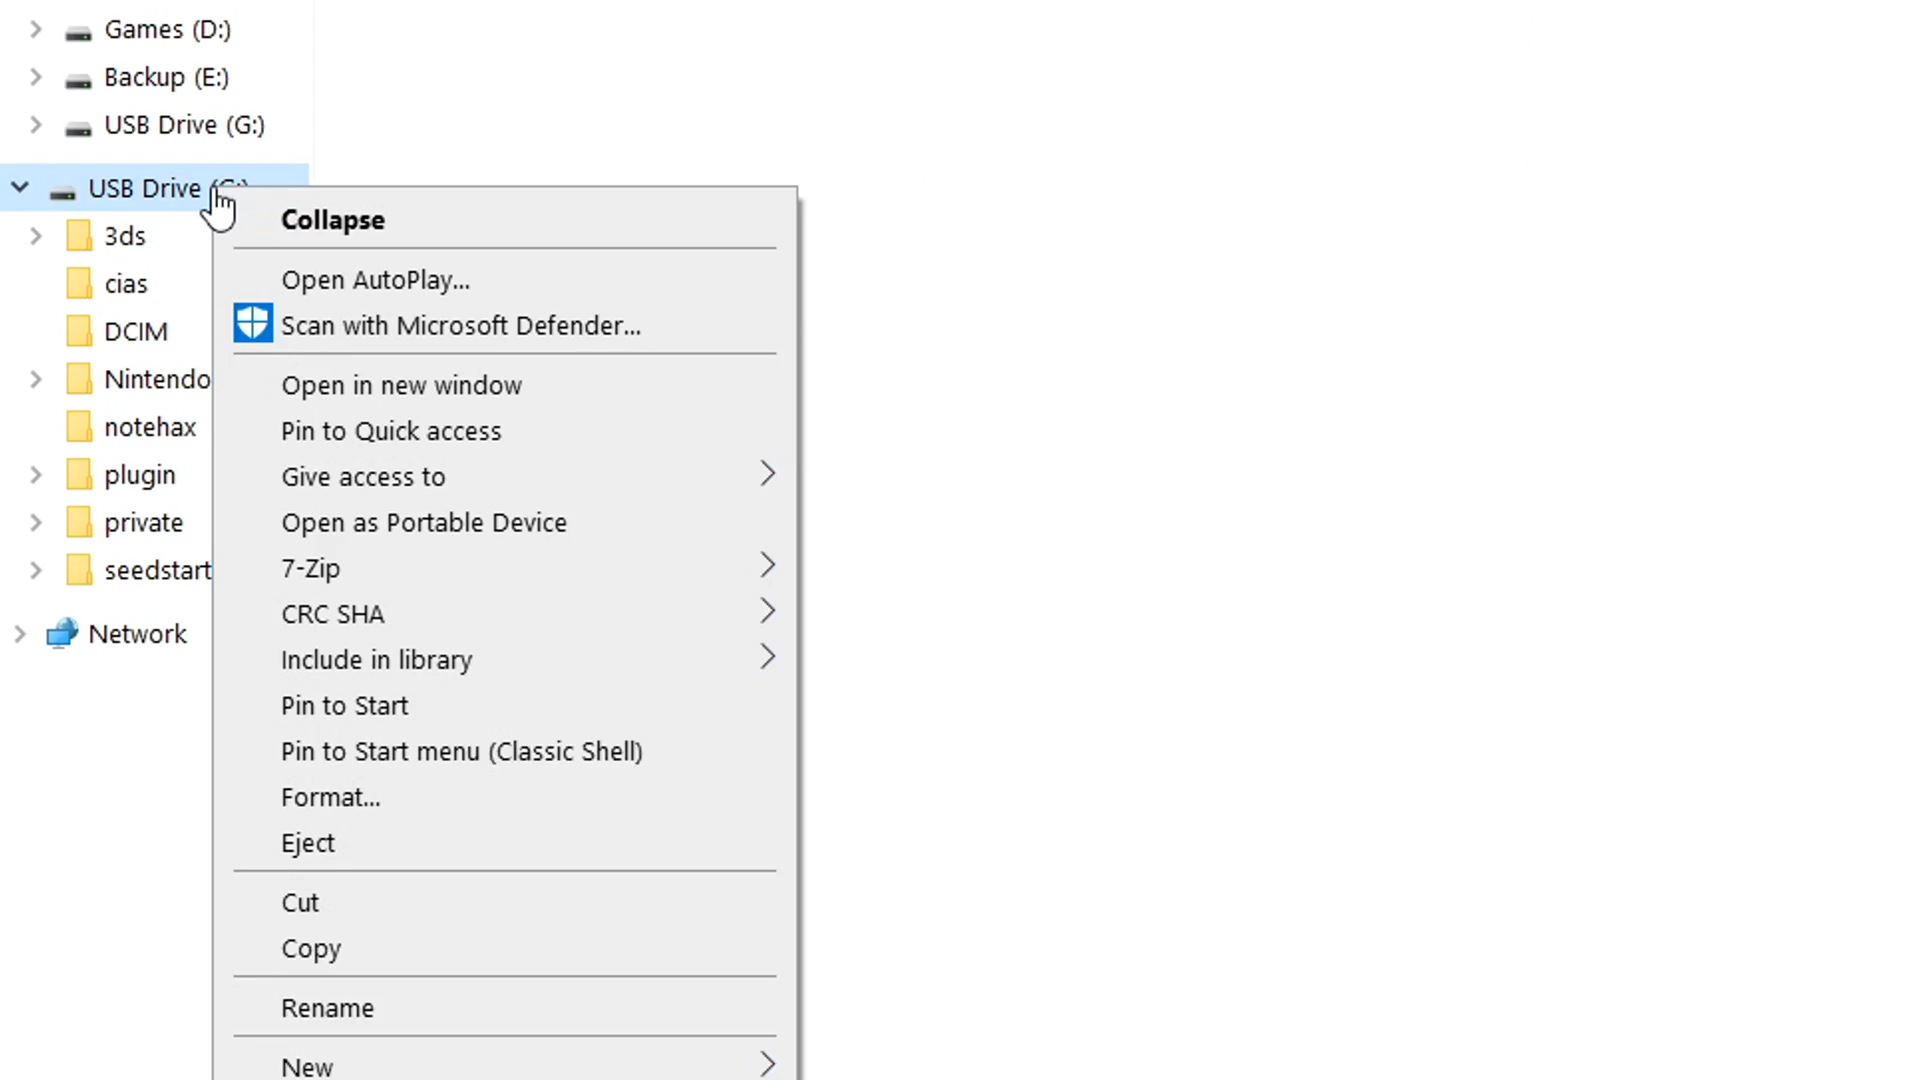 Games (D:)
Backup (E:)
USB Drive (G:)
USB Drive (G:)
3ds
cias
DCIM
Nintendo
notehax
plugin
private
seedstart
Network
Collapse
Open AutoPlay...
Scan with Microsoft Defender...
Open in new window
Pin to Quick access
Give access to
Open as Portable Device
7-Zip
CRC SHA
Include in library
Pin to Start
Pin to Start menu (Classic Shell)
Format...
Eject
Cut
Copy
Rename
New